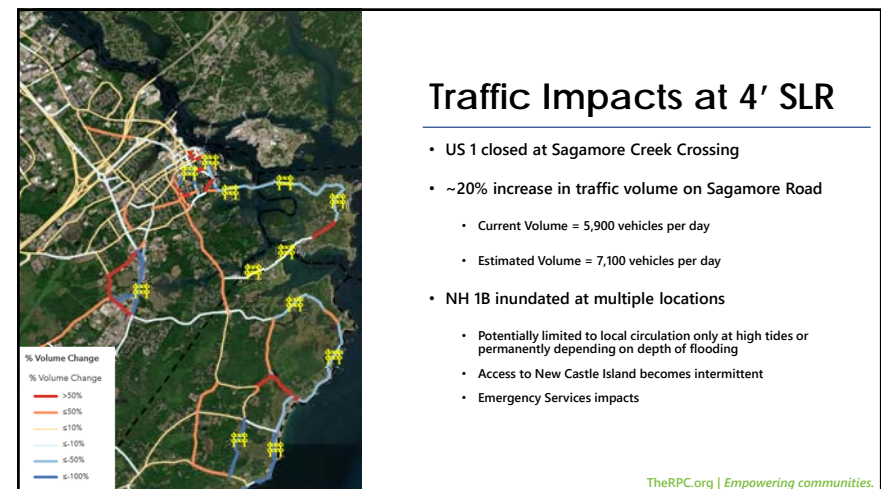 Traffic Impacts at 4' SLR
• US 1 closed at Sagamore Creek Crossing
• ~20% increase in traffic volume on Sagamore Road
• Current Volume = 5,900 vehicles per day
• Estimated Volume = 7,100 vehicles per day
• NH 1B inundated at multiple locations
• Potentially limited to local circulation only at high tides or
permanently depending on depth of flooding
• Access to New Castle Island becomes intermittent
• Emergency Services impacts
% Volume Change
% Volume Change
>50%
≤50%
≤10%
≤-10%
≤-50%
≤-100%
TheRPC.org | Empowering communities.